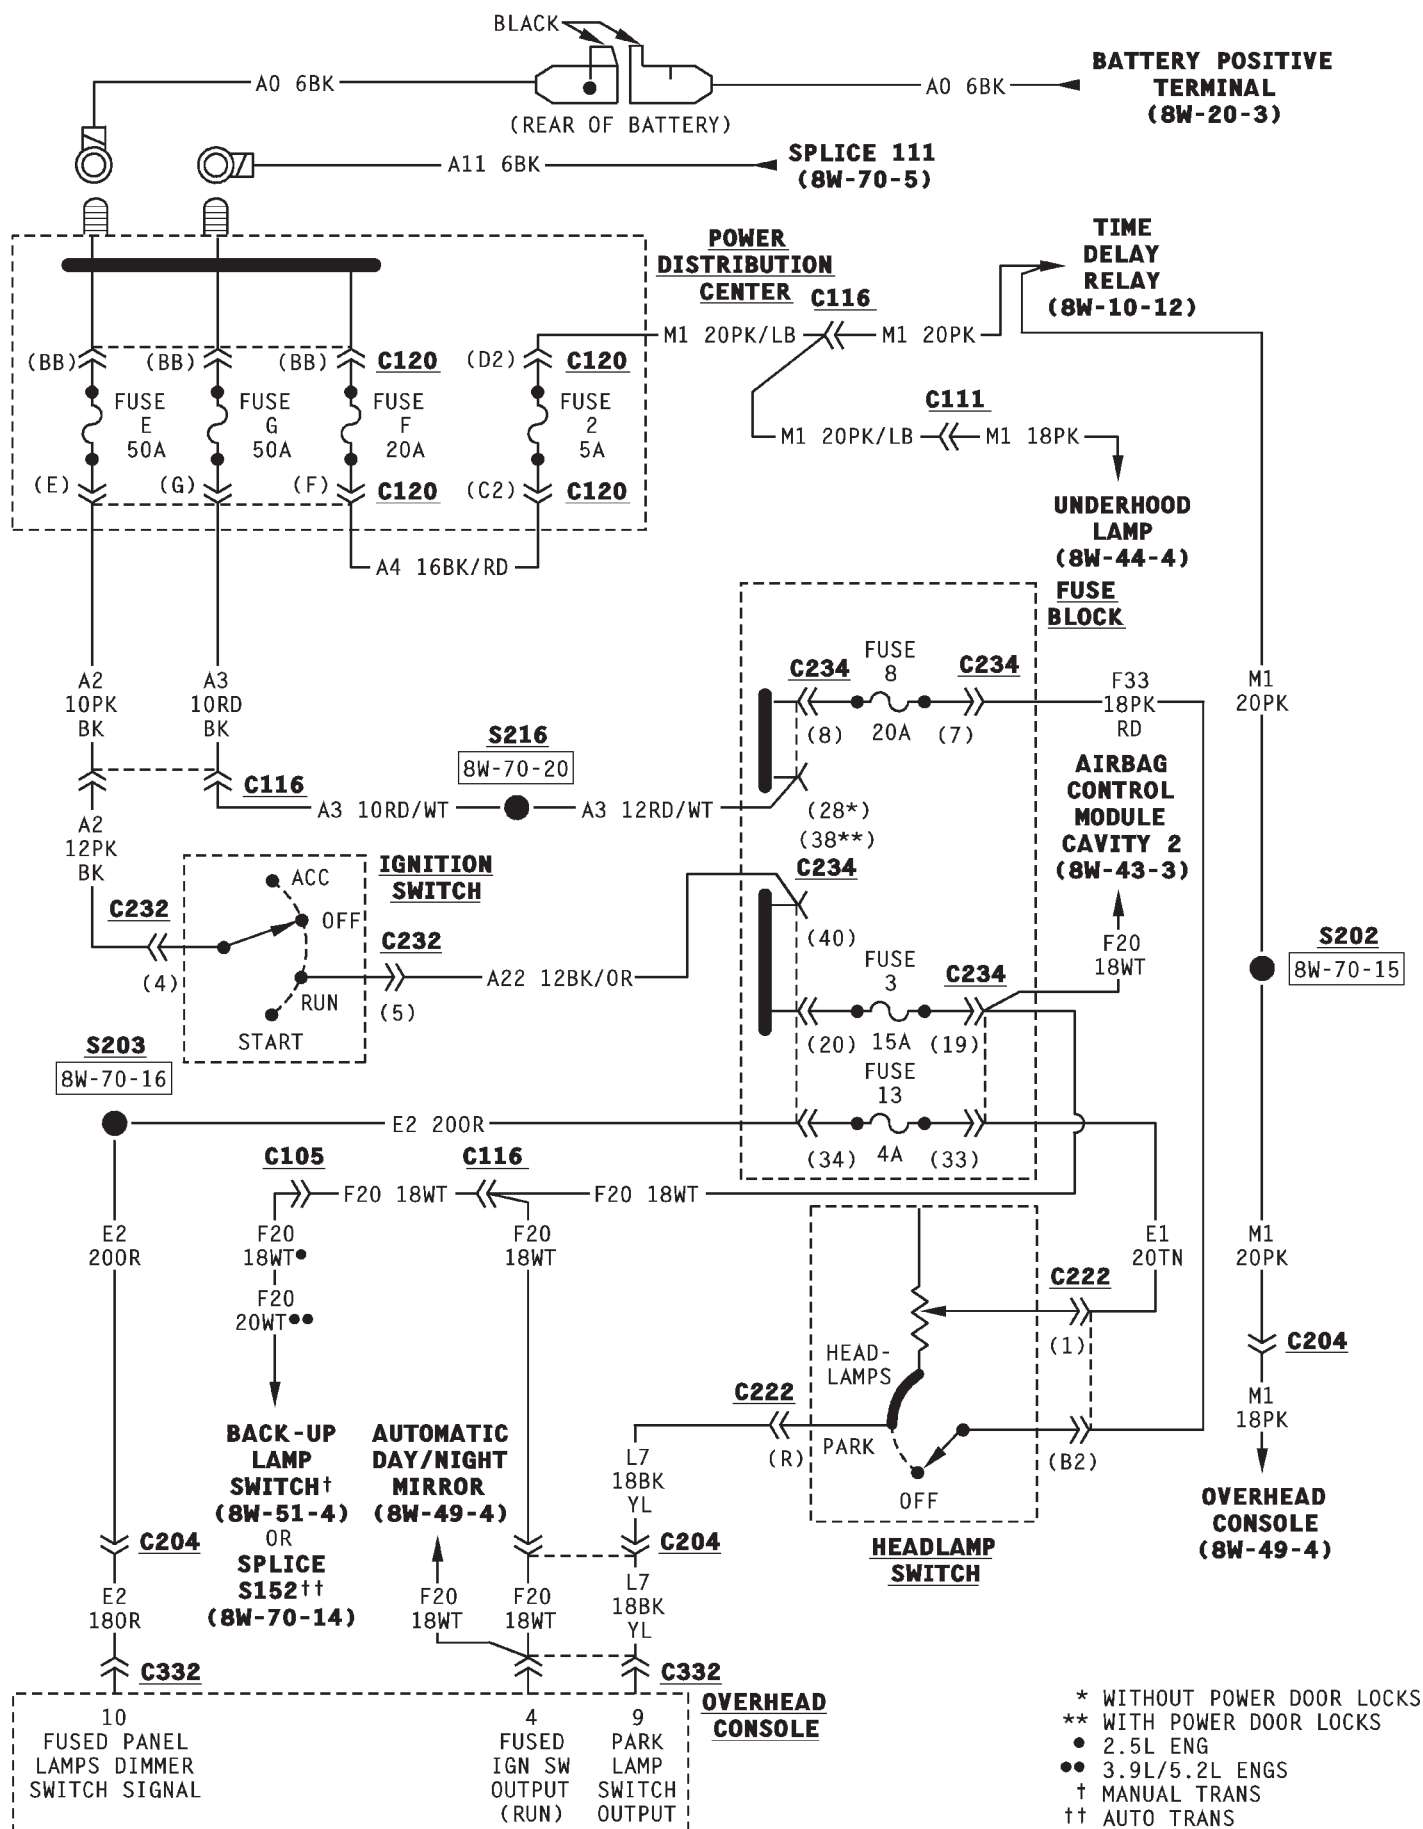 BLACK
A0 6BK
A0 6BK
BATTERY POSITIVE
TERMINAL
(8W-20-3)
(REAR OF BATTERY)
A11 6BK
SPLICE 111
(8W-70-5)
POWER
DISTRIBUTION
CENTER
TIME
DELAY
RELAY
(8W-10-12)
C116
M1 20PK/LB
M1 20PK
(BB)
(BB)
(BB)
C120
(D2)
C120
FUSE
E
50A
FUSE
G
50A
FUSE
F
20A
FUSE
2
5A
C111
M1 20PK/LB
M1 18PK
(E)
(G)
(F)
C120
(C2)
C120
UNDERHOOD
LAMP
(8W-44-4)
A4 16BK/RD
FUSE
BLOCK
A2
10PK
BK
A3
10RD
BK
C234
FUSE
8
20A
C234
(8)
(7)
F33
18PK
RD
M1
20PK
S216
8W-70-20
C116
A3 10RD/WT
A3 12RD/WT
(28*)
(38**)
AIRBAG
CONTROL
MODULE
CAVITY 2
(8W-43-3)
A2
12PK
BK
IGNITION
SWITCH
ACC
OFF
RUN
START
C232
(4)
C232
(5)
A22 12BK/OR
C234
(40)
FUSE
3
15A
C234
(20)
(19)
F20
18WT
S202
8W-70-15
S203
8W-70-16
FUSE
13
4A
(34)
(33)
E2 20OR
C105
C116
F20 18WT
F20 18WT
E2
20OR
F20
18WT●
F20
20WT●●
F20
18WT
E1
20TN
M1
20PK
C222
(1)
HEAD-
LAMPS
C204
M1
18PK
C222
(R)
PARK
OFF
(B2)
HEADLAMP
SWITCH
OVERHEAD
CONSOLE
(8W-49-4)
BACK-UP
LAMP
SWITCH†
(8W-51-4)
OR
SPLICE
S152††
(8W-70-14)
AUTOMATIC
DAY/NIGHT
MIRROR
(8W-49-4)
L7
18BK
YL
C204
C204
E2
18OR
F20
18WT
F20
18WT
L7
18BK
YL
C332
C332
OVERHEAD
CONSOLE
10
FUSED PANEL
LAMPS DIMMER
SWITCH SIGNAL
4
FUSED
IGN SW
OUTPUT
(RUN)
9
PARK
LAMP
SWITCH
OUTPUT
* WITHOUT POWER DOOR LOCKS
** WITH POWER DOOR LOCKS
● 2.5L ENG
●● 3.9L/5.2L ENGS
† MANUAL TRANS
†† AUTO TRANS